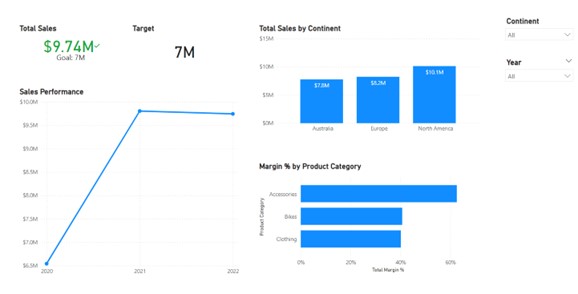 Total Sales
$9.74M✓
Goal: 7M
Target
7M
Sales Performance
$10.0M
$9.5M
$9.0M
$8.5M
$8.0M
$7.5M
$7.0M
$6.5M
2020
2021
2022
Total Sales by Continent
$15M
$10M
$5M
$0M
$7.8M
$8.2M
$10.1M
Australia
Europe
North America
Margin % by Product Category
Product Category
Accessories
Bikes
Clothing
0%
20%
40%
60%
Total Margin %
Continent
All
Year
All